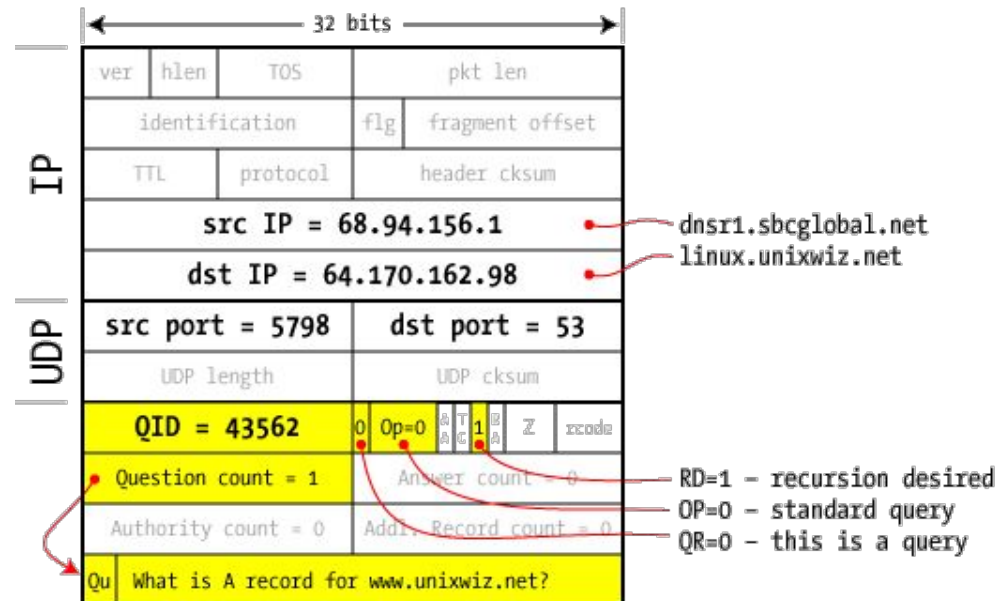 32 bits
IP
ver hlen TOS pkt len
identification flg fragment offset
TTL protocol header cksum
src IP = 68.94.156.1
dnsr1.sbcglobal.net
dst IP = 64.170.162.98
linux.unixwiz.net
UDP
src port = 5798 dst port = 53
UDP length UDP cksum
QID = 43562 0 Op=0 AA TC 1 RA Z rcode
Question count = 1 Answer count = 0
RD=1 – recursion desired
OP=0 – standard query
QR=0 – this is a query
Authority count = 0 Addl. Record count = 0
Qu What is A record for www.unixwiz.net?